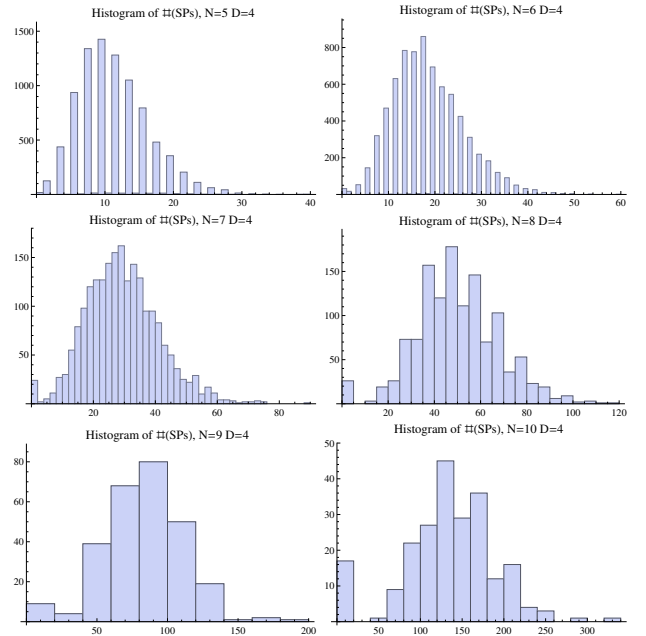 Histogram of #(SPs), N=5 D=4
1500
1000
500
10 20 30 40
Histogram of #(SPs), N=6 D=4
800
600
400
200
10 20 30 40 50 60
Histogram of #(SPs), N=7 D=4
150
100
50
20 40 60 80
Histogram of #(SPs), N=8 D=4
150
100
50
20 40 60 80 100 120
Histogram of #(SPs), N=9 D=4
80
60
40
20
50 100 150 200
Histogram of #(SPs), N=10 D=4
50
40
30
20
10
50 100 150 200 250 300